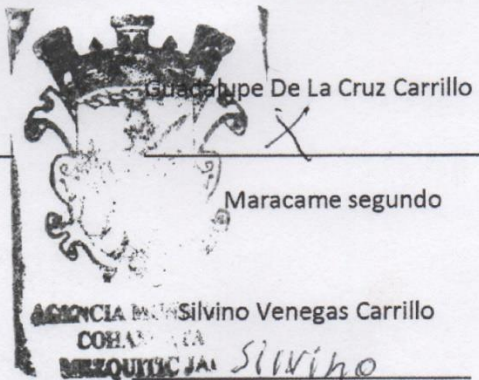 Guadalupe De La Cruz Carrillo
X
Maracame segundo
Silvino Venegas Carrillo
AGENCIA
MEZQUITIC JAL
Silvino